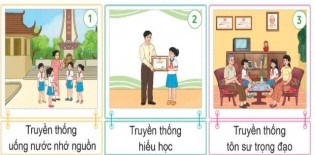 1
Truyền thống
uống nước nhớ nguồn
2
Truyền thống
hiếu học
3
Truyền thống
tôn sư trọng đạo